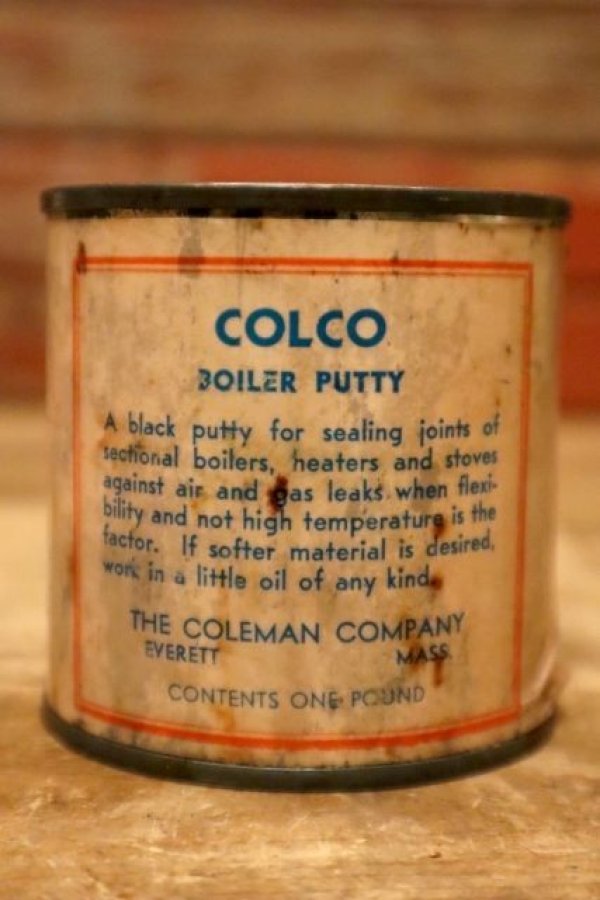 COLCO
BOILER PUTTY
A black putty for sealing joints of
sectional boilers, heaters and stoves
against air and gas leaks when flexi-
bility and not high temperature is the
factor. If softer material is desired,
work in a little oil of any kind.
THE COLEMAN COMPANY
EVERETT MASS.
CONTENTS ONE POUND